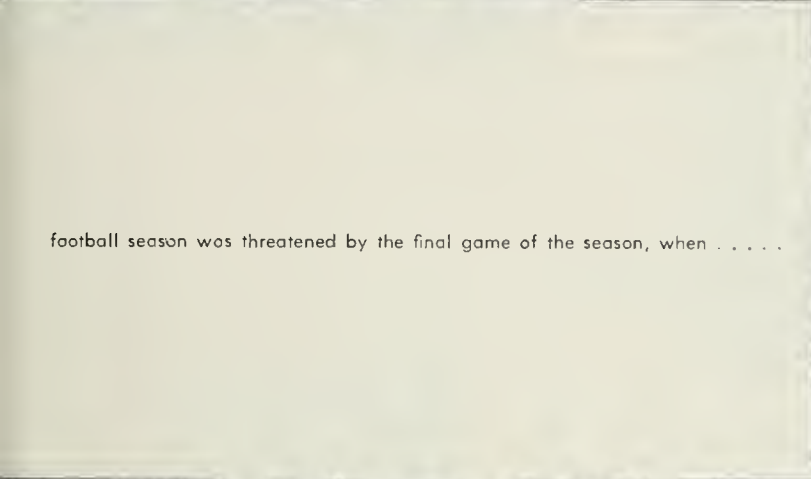 football season was threatened by the final game of the season, when . . . . .